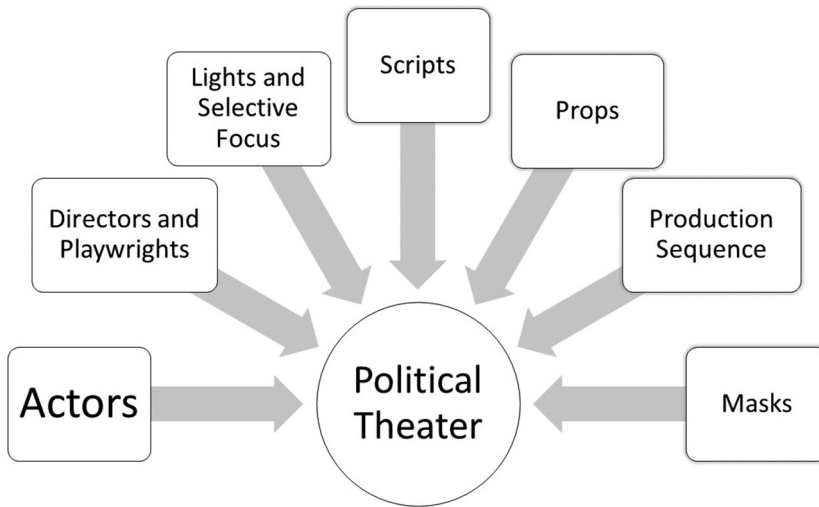 Scripts
Lights and
Selective
Focus
Props
Directors and
Playwrights
Production
Sequence
Actors
Political
Theater
Masks